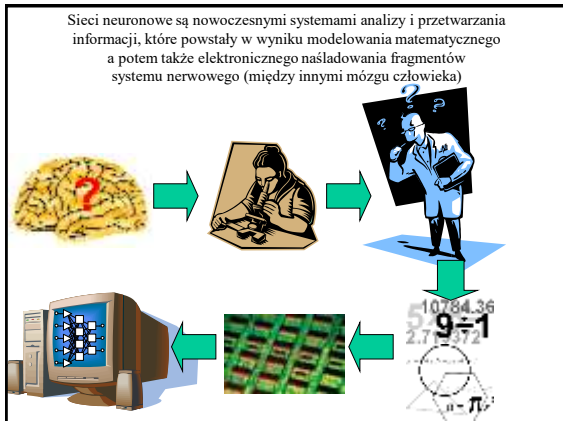 Sieci neuronowe są nowoczesnymi systemami analizy i przetwarzania
informacji, które powstały w wyniku modelowania matematycznego
a potem także elektronicznego naśladowania fragmentów
systemu nerwowego (między innymi mózgu człowieka)
?
? ? ?
?
10784.36
9÷1